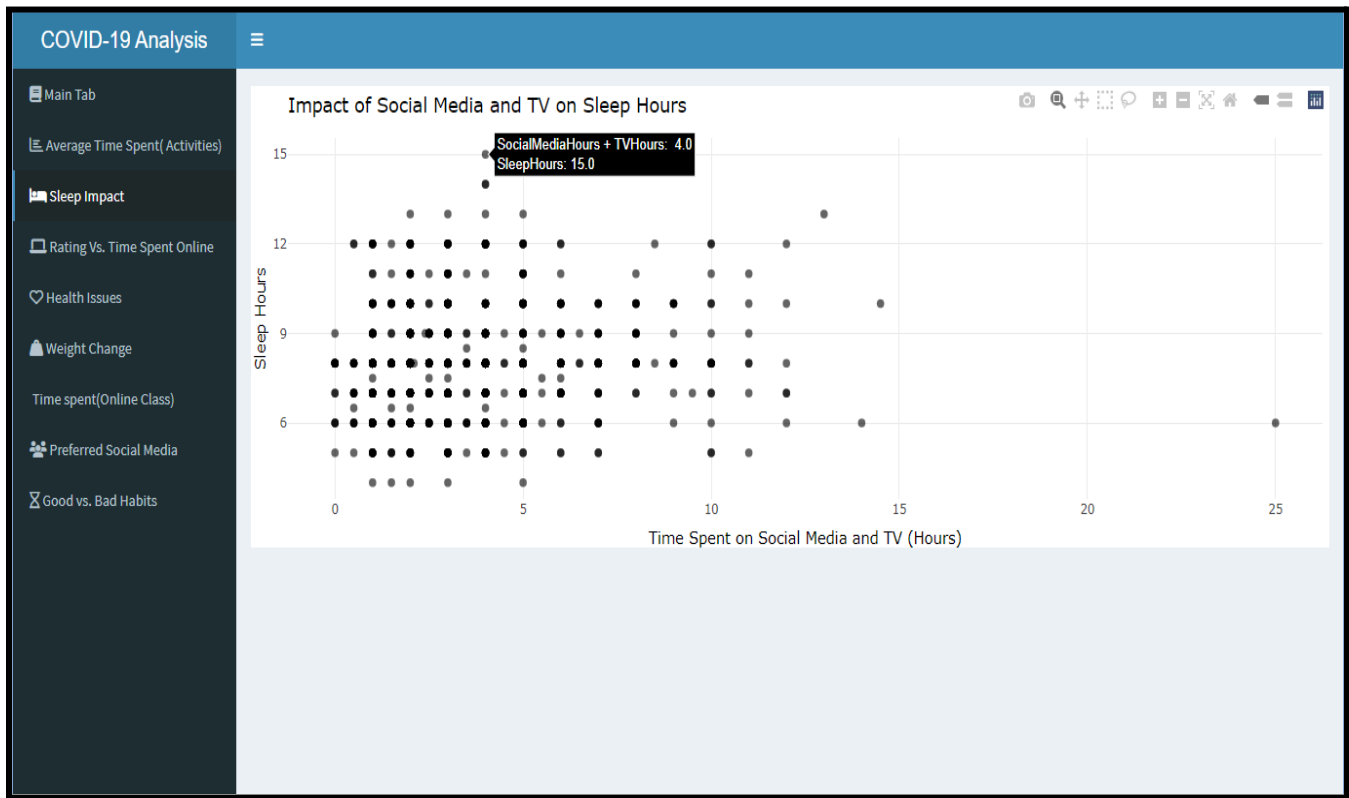 COVID-19 Analysis
Main Tab
Average Time Spent( Activities)
Sleep Impact
Rating Vs. Time Spent Online
Health Issues
Weight Change
Time spent(Online Class)
Preferred Social Media
Good vs. Bad Habits
Impact of Social Media and TV on Sleep Hours
SocialMediaHours + TVHours: 4.0
SleepHours: 15.0
15
12
9
6
Sleep Hours
0 5 10 15 20 25
Time Spent on Social Media and TV (Hours)